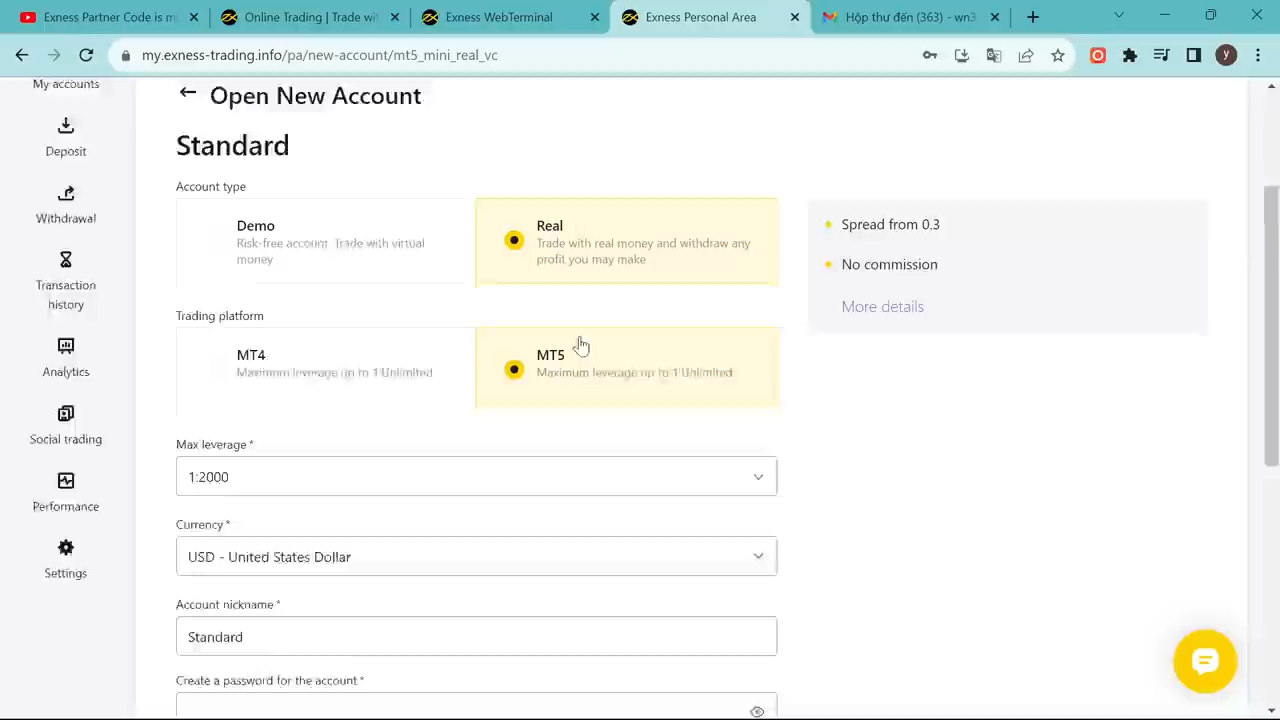 Exness Partner Code is m
Online Trading | Trade wit
Exness WebTerminal
Exness Personal Area
Hộp thư đến (363) - wn3
my.exness-trading.info/pa/new-account/mt5_mini_real_vc
y
My accounts
Deposit
Withdrawal
Transaction
history
Analytics
Social trading
Performance
Settings
Open New Account
Standard
Account type
Demo
Risk-free account. Trade with virtual
money
Real
Trade with real money and withdraw any
profit you may make
Spread from 0.3
No commission
More details
Trading platform
MT4
Maximum leverage up to 1:Unlimited
MT5
Maximum leverage up to 1:Unlimited
Max leverage *
1:2000
Currency *
USD - United States Dollar
Account nickname *
Standard
Create a password for the account *